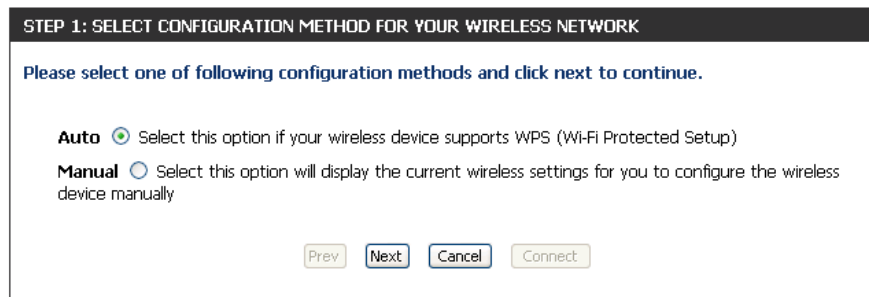 STEP 1: SELECT CONFIGURATION METHOD FOR YOUR WIRELESS NETWORK
Please select one of following configuration methods and click next to continue.
Auto Select this option if your wireless device supports WPS (Wi-Fi Protected Setup)
Manual Select this option will display the current wireless settings for you to configure the wireless
device manually
Prev Next Cancel Connect